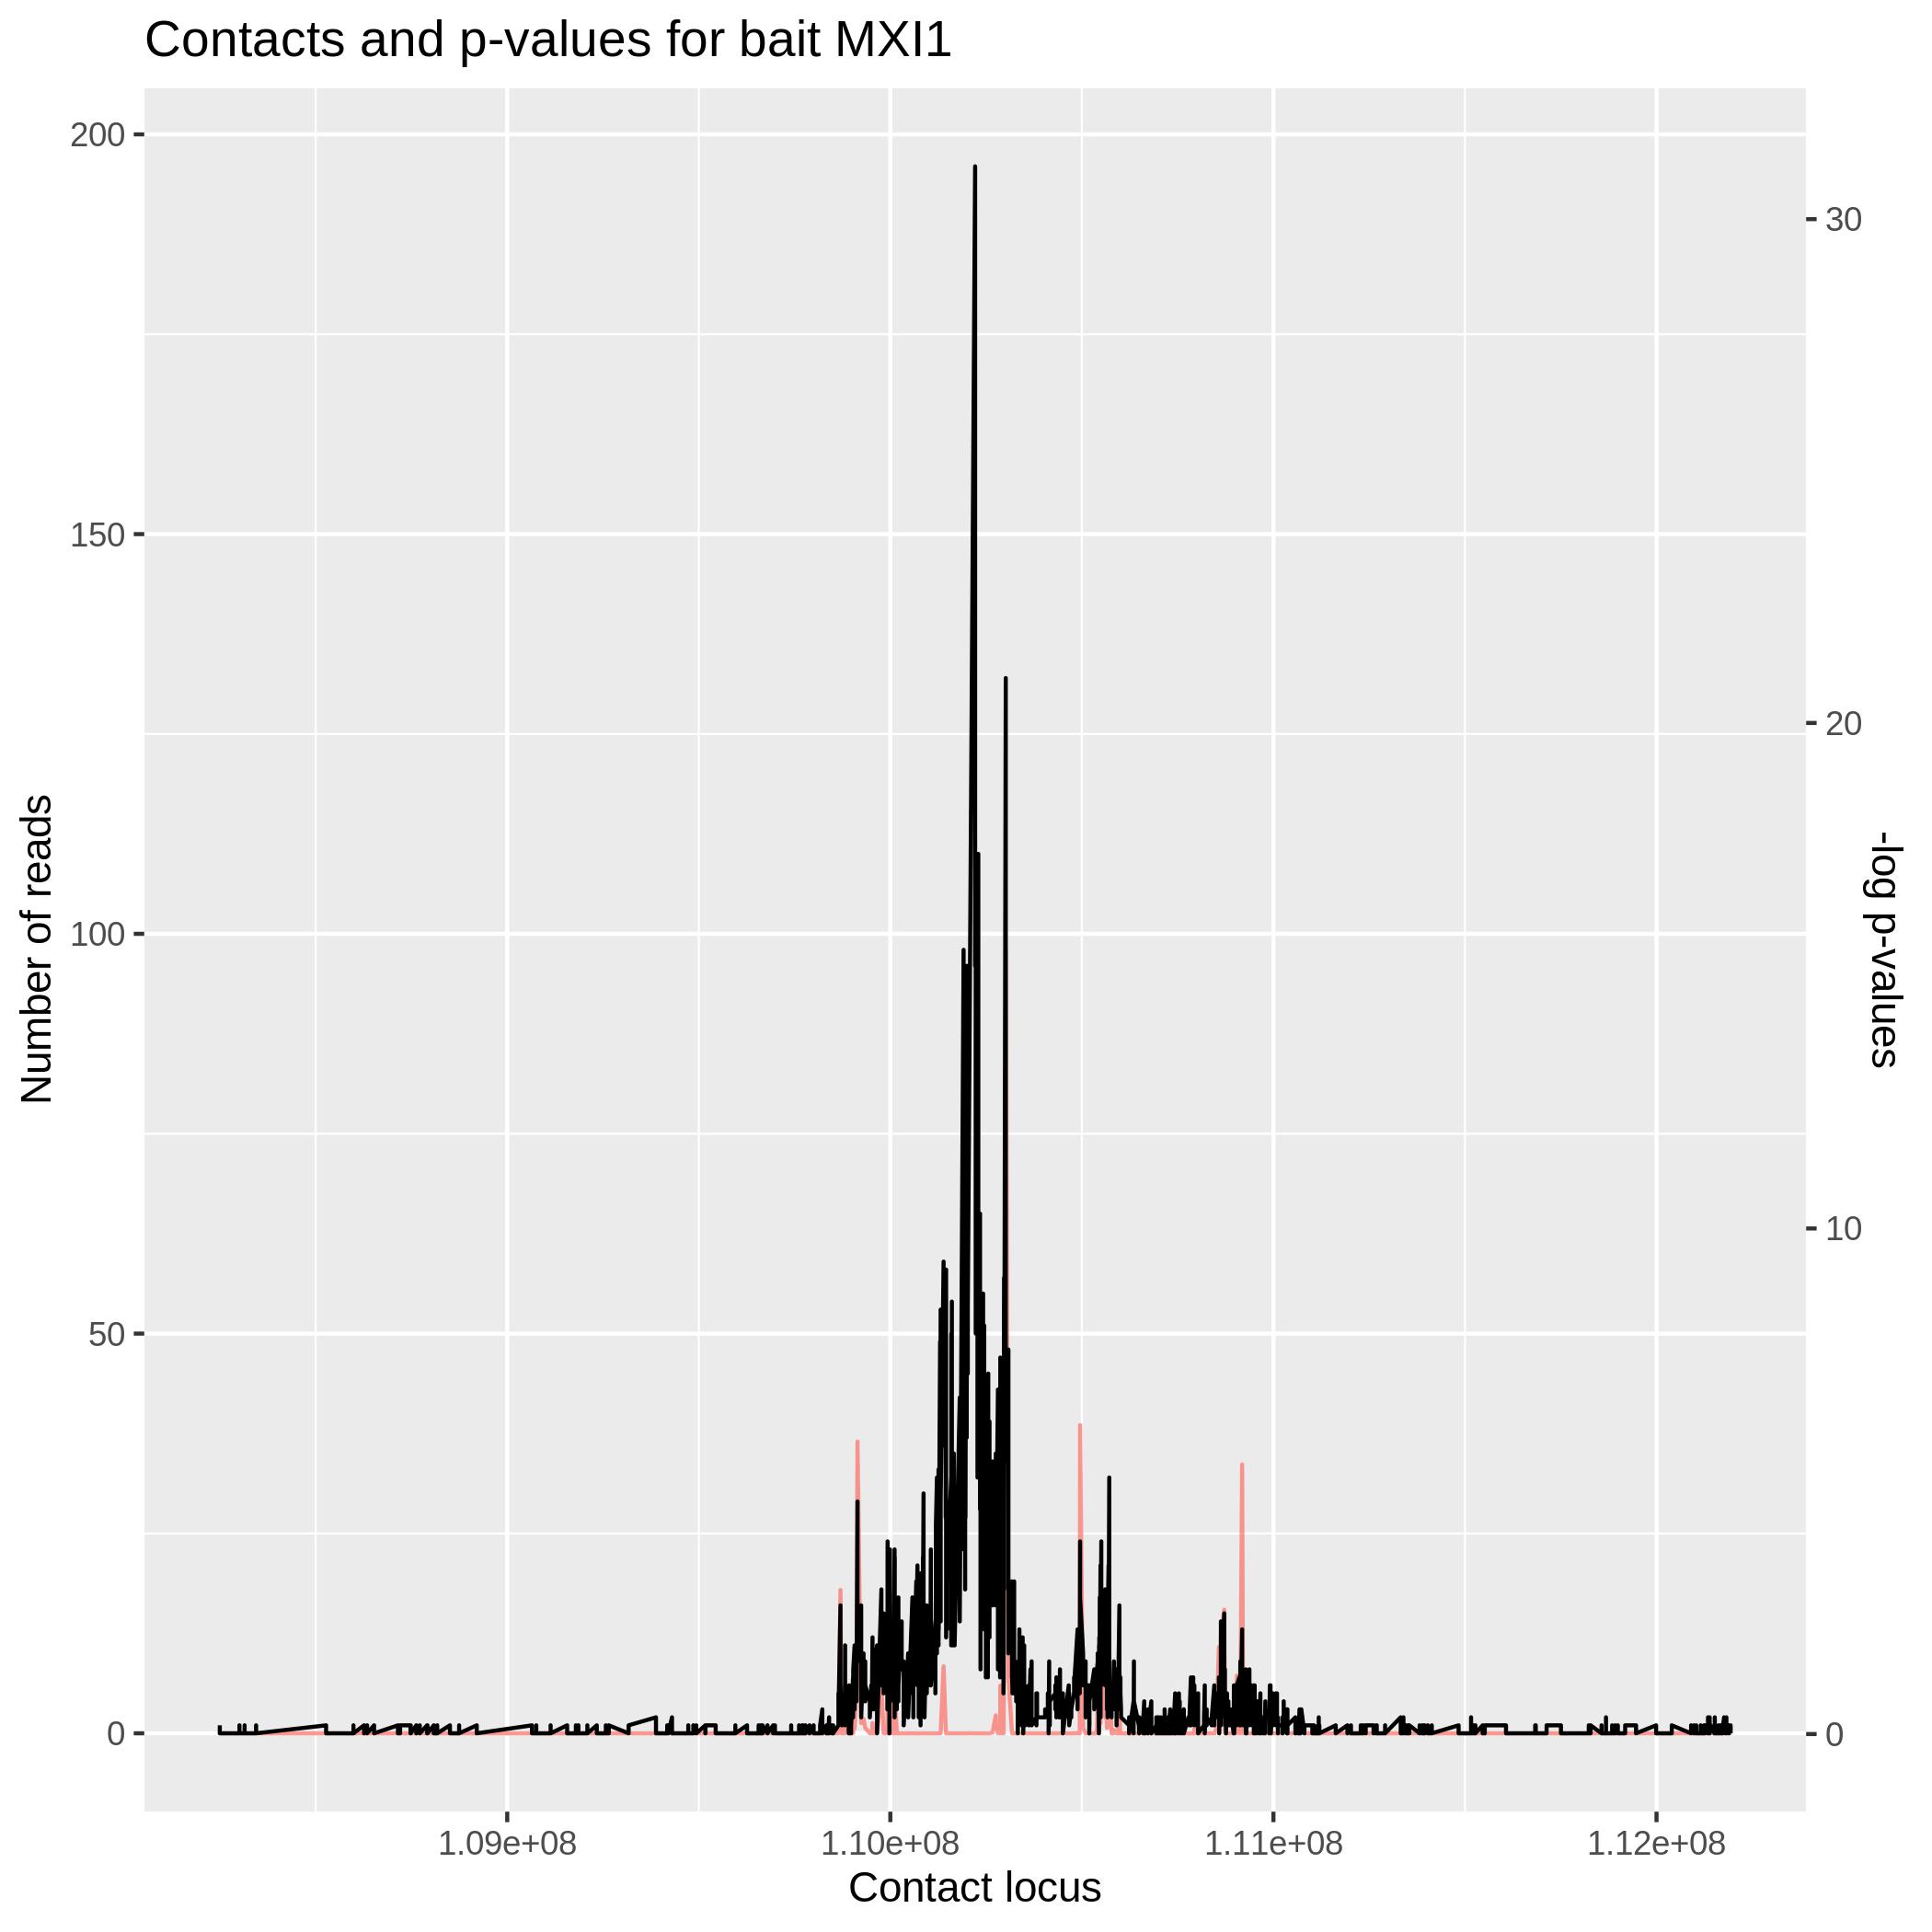 Contacts and p-values for bait MXI1
200
150
100
50
0
Number of reads
30
20
10
0
-log p-values
1.09e+08
1.10e+08
1.11e+08
1.12e+08
Contact locus